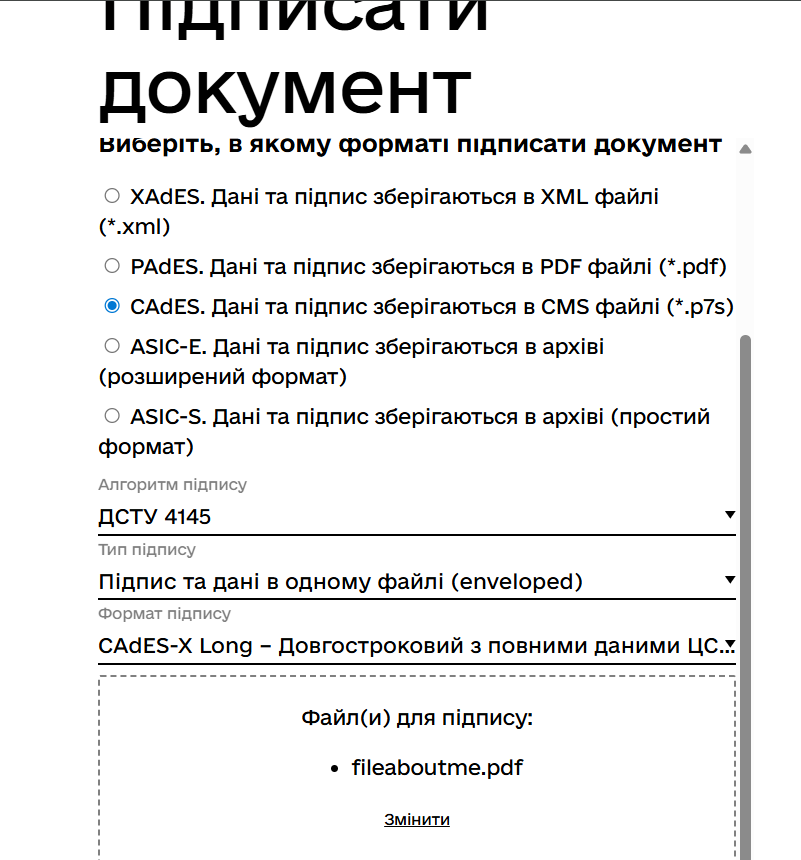 Підписати
документ
Виберіть, в якому форматі підписати документ
XAdES. Дані та підпис зберігаються в XML файлі
(*.xml)
PAdES. Дані та підпис зберігаються в PDF файлі (*.pdf)
CAdES. Дані та підпис зберігаються в CMS файлі (*.p7s)
ASIC-E. Дані та підпис зберігаються в архіві
(розширений формат)
ASIC-S. Дані та підпис зберігаються в архіві (простий
формат)
Алгоритм підпису
ДСТУ 4145
Тип підпису
Підпис та дані в одному файлі (enveloped)
Формат підпису
CAdES-X Long – Довгостроковий з повними даними ЦС...
Файл(и) для підпису:
• fileaboutme.pdf
Змінити